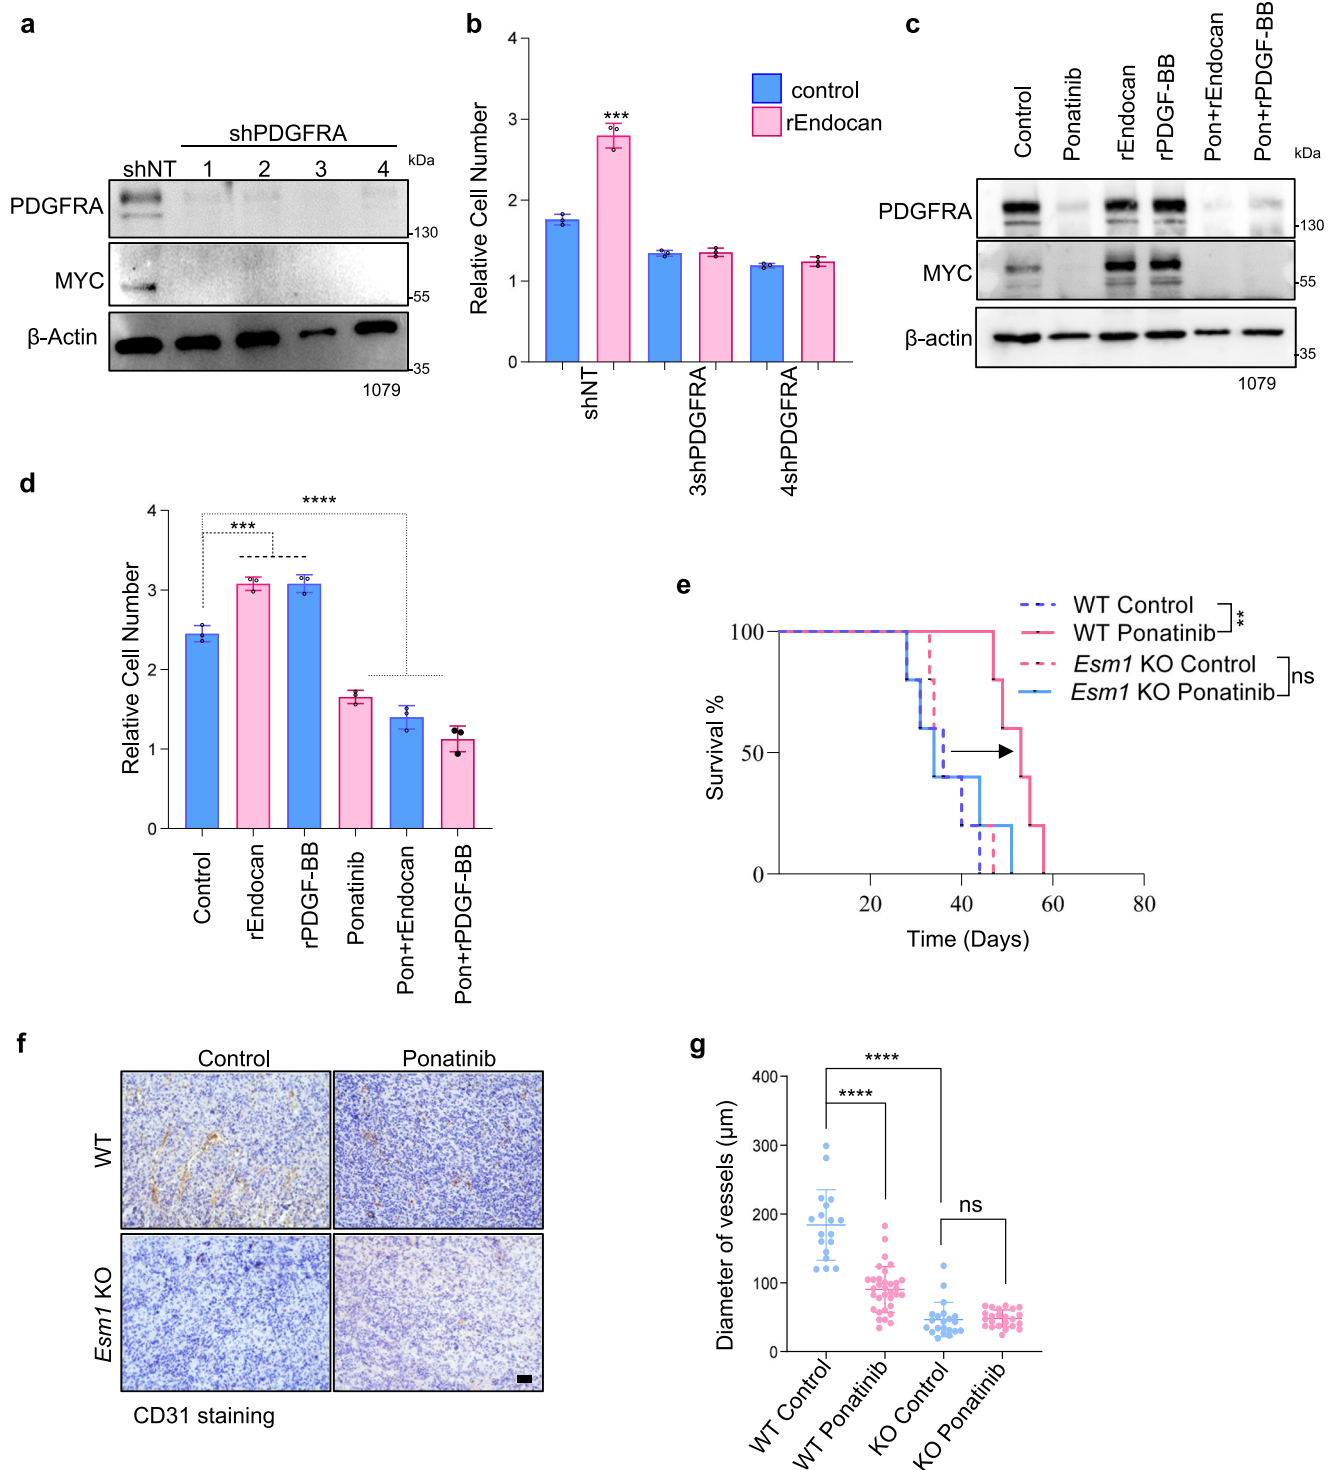 a
shPDGFRA
shNT 1 2 3 4 kDa
PDGFRA
-130
MYC
-55
β-Actin
-35
1079
b
4
3
2
1
0
Relative Cell Number
control
rEndocan
***
shNT
3shPDGFRA
4shPDGFRA
c
Control
Ponatinib
rEndocan
rPDGF-BB
Pon+rEndocan
Pon+rPDGF-BB
kDa
PDGFRA
130
MYC
-55
β-actin
-35
1079
d
4
3
2
1
0
Relative Cell Number
***
****
Control
rEndocan
rPDGF-BB
Ponatinib
Pon+rEndocan
Pon+rPDGF-BB
e
WT Control
WT Ponatinib
**
Esm1 KO Control
Esm1 KO Ponatinib
ns
100
50
0
Survival %
20 40 60 80
Time (Days)
f
Control Ponatinib
WT
Esm1 KO
CD31 staining
g
400
300
200
100
0
Diameter of vessels (μm)
****
****
ns
WT Control
WT Ponatinib
KO Control
KO Ponatinib